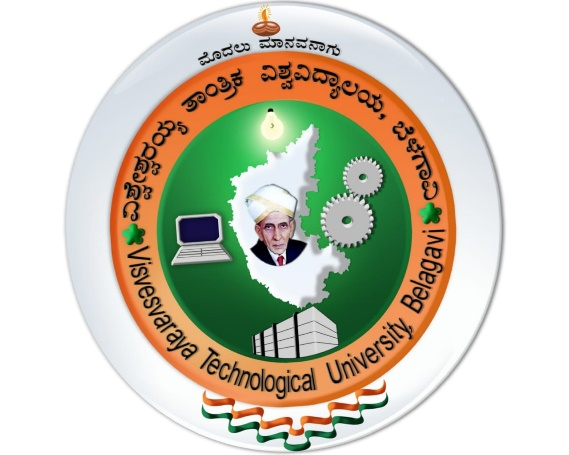 ಮೊದಲು ಮಾನವನಾಗು
ವಿಶ್ವೇಶ್ವರಯ್ಯ ತಾಂತ್ರಿಕ ವಿಶ್ವವಿದ್ಯಾಲಯ, ಬೆಳಗಾವಿ
Visvesvaraya Technological University, Belagavi